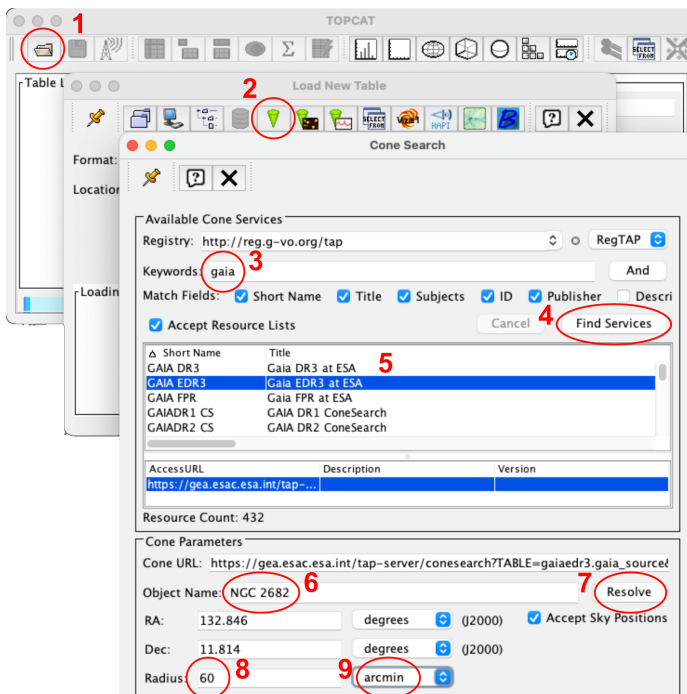 TOPCAT
1
Σ
SELECT FROM
Table L
Load New Table
2
SELECT FROM
HAPI
B
?
X
Format:
Location
Loadin
Cone Search
?
X
Available Cone Services
Registry: http://reg.g-vo.org/tap RegTAP
Keywords: gaia 3 And
Match Fields: Short Name Title Subjects ID Publisher Descri
Accept Resource Lists Cancel 4 Find Services
Short Name Title 5
GAIA DR3 Gaia DR3 at ESA
GAIA EDR3 Gaia EDR3 at ESA
GAIA FPR Gaia FPR at ESA
GAIADR1 CS GAIA DR1 ConeSearch
GAIADR2 CS GAIA DR2 ConeSearch
AccessURL Description Version
https://gea.esac.esa.int/tap-...
Resource Count: 432
Cone Parameters
Cone URL: https://gea.esac.esa.int/tap-server/conesearch?TABLE=gaiaedr3.gaia_source&
6 7
Object Name: NGC 2682 Resolve
RA: 132.846 degrees (J2000) Accept Sky Positions
Dec: 11.814 degrees (J2000)
8 9
Radius: 60 arcmin